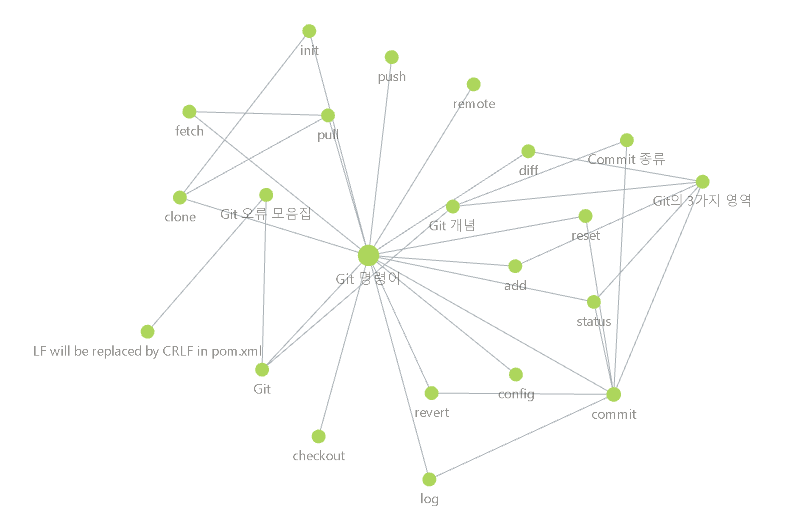 init
push
remote
fetch
pull
Commit 종류
diff
Git의 3가지 영역
clone
Git 오류 모음집
Git 개념
reset
Git 명령어
add
status
LF will be replaced by CRLF in pom.xml
Git
config
revert
commit
checkout
log